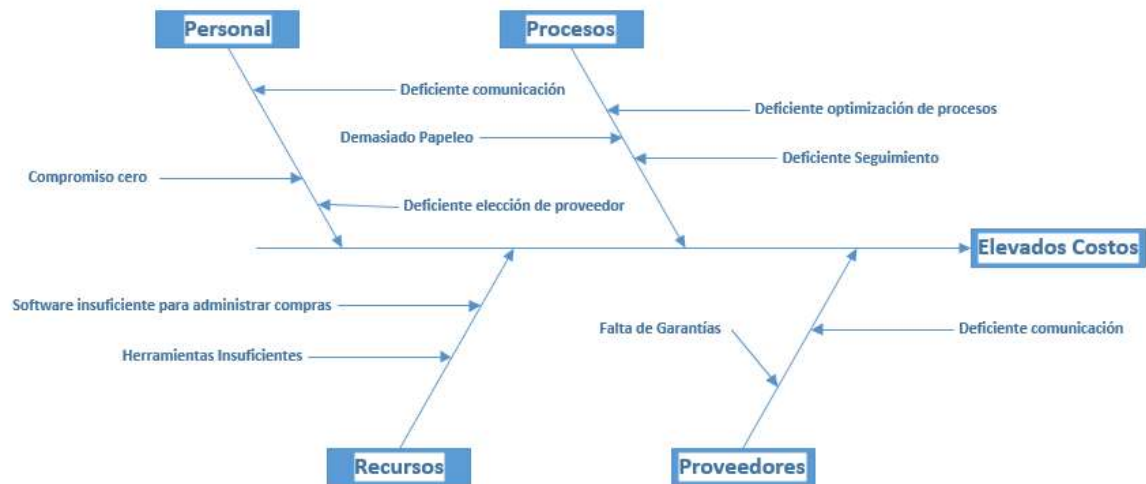 Personal
Procesos
Deficiente comunicación
Deficiente optimización de procesos
Demasiado Papeleo
Deficiente Seguimiento
Compromiso cero
Deficiente elección de proveedor
Elevados Costos
Software insuficiente para administrar compras
Falta de Garantías
Deficiente comunicación
Herramientas Insuficientes
Recursos
Proveedores